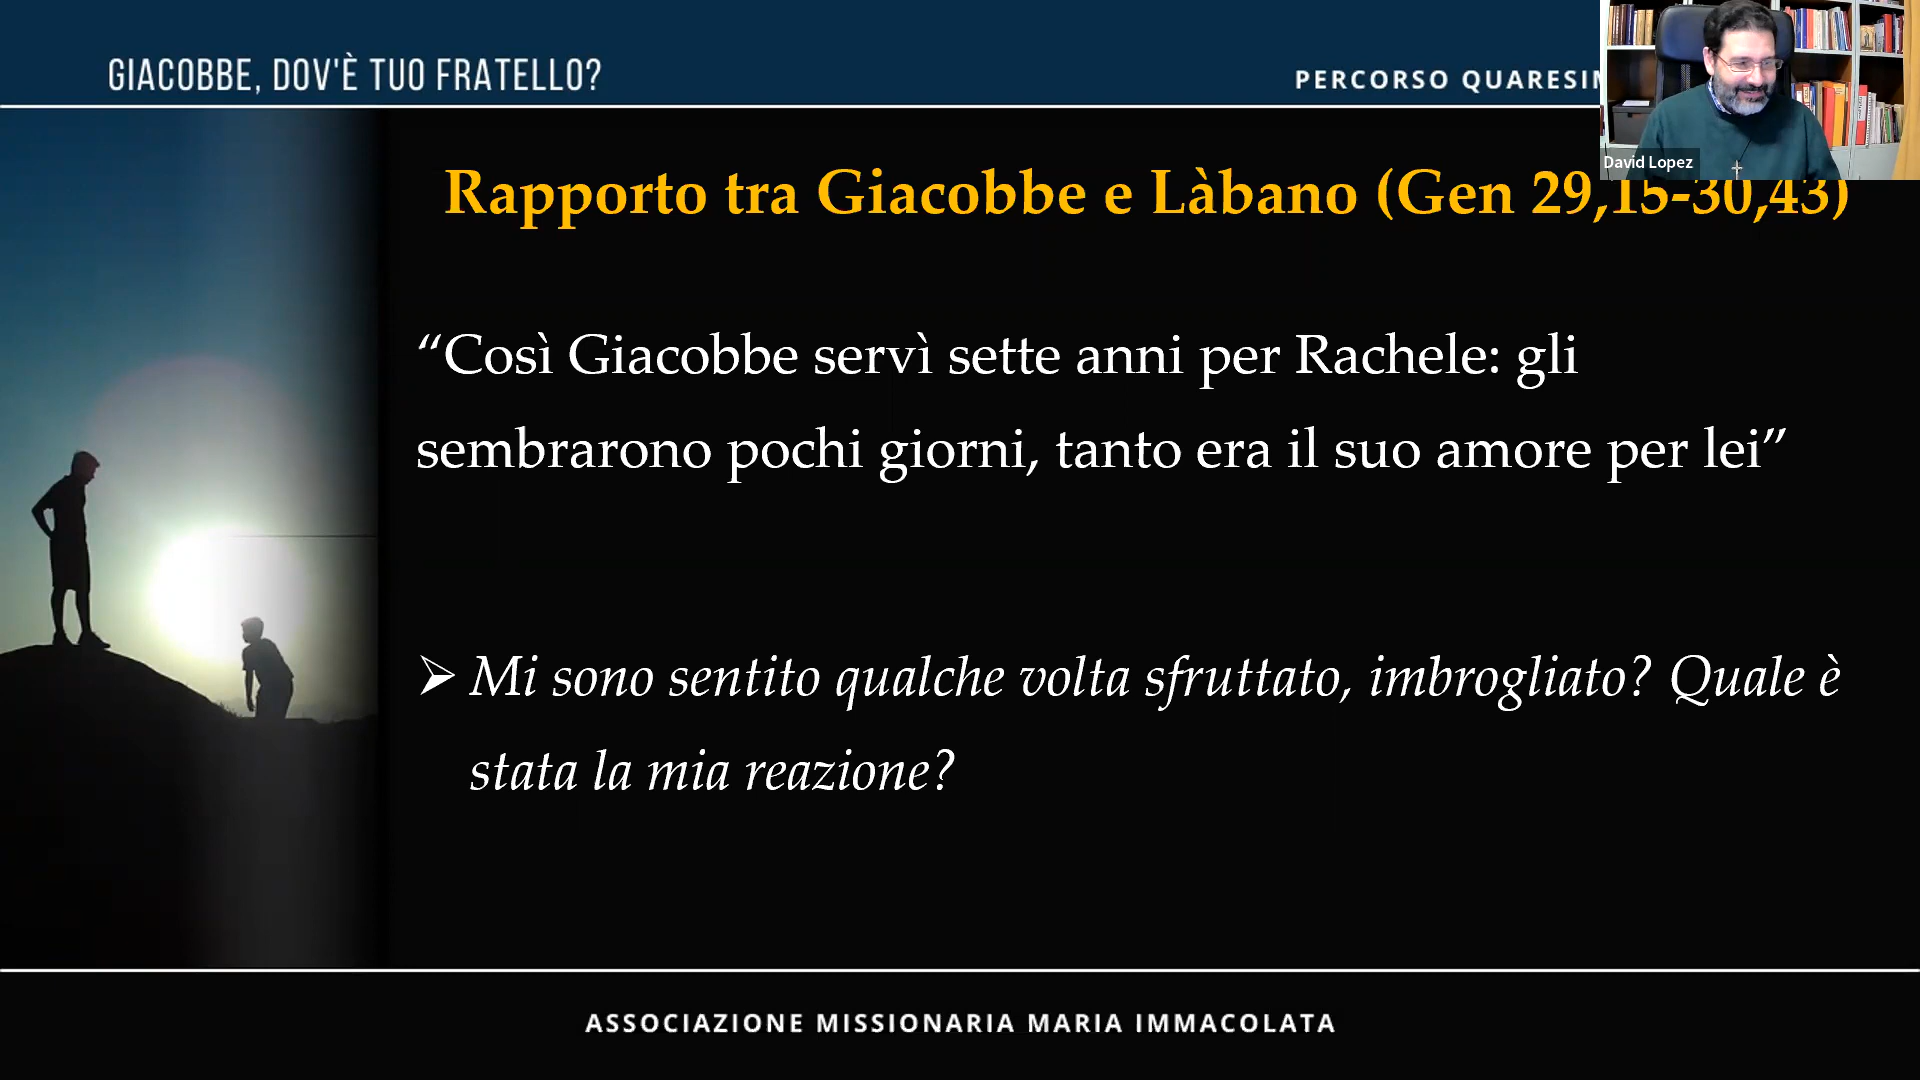 GIACOBBE, DOV'È TUO FRATELLO?
PERCORSO
David Lopez
Rapporto tra Giacobbe e Làbano (Gen 29,15-30,43)
“Così Giacobbe servì sette anni per Rachele: gli
sembrarono pochi giorni, tanto era il suo amore per lei”
➢ Mi sono sentito qualche volta sfruttato, imbrogliato? Quale è
stata la mia reazione?
ASSOCIAZIONE MISSIONARIA MARIA IMMACOLATA